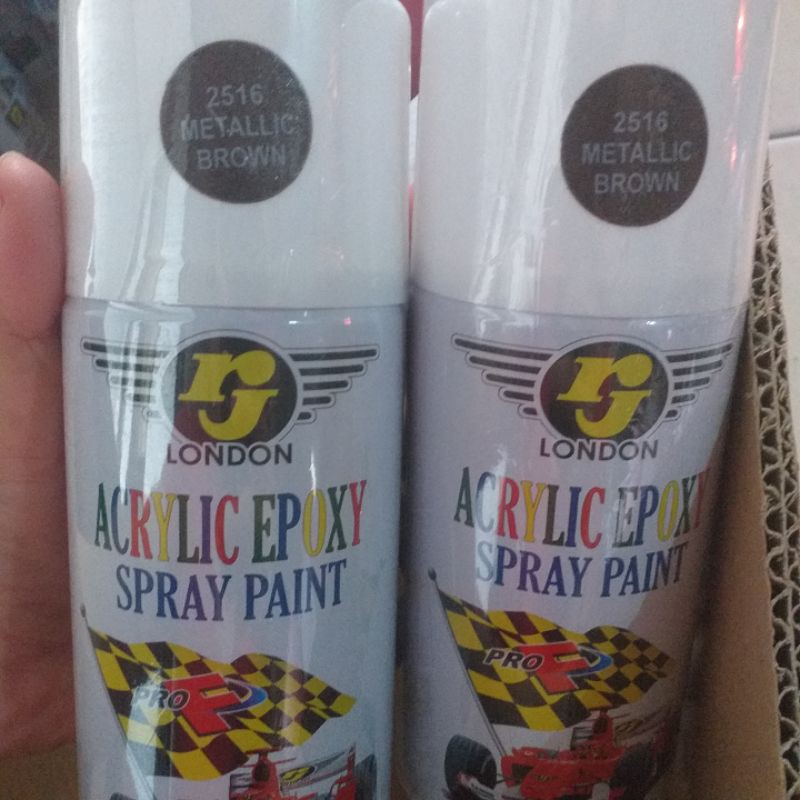 2516
METALLIC
BROWN
rj
LONDON
ACRYLIC EPOXY
SPRAY PAINT
PRO F
2516
METALLIC
BROWN
rj
LONDON
ACRYLIC EPOXY
SPRAY PAINT
PRO F